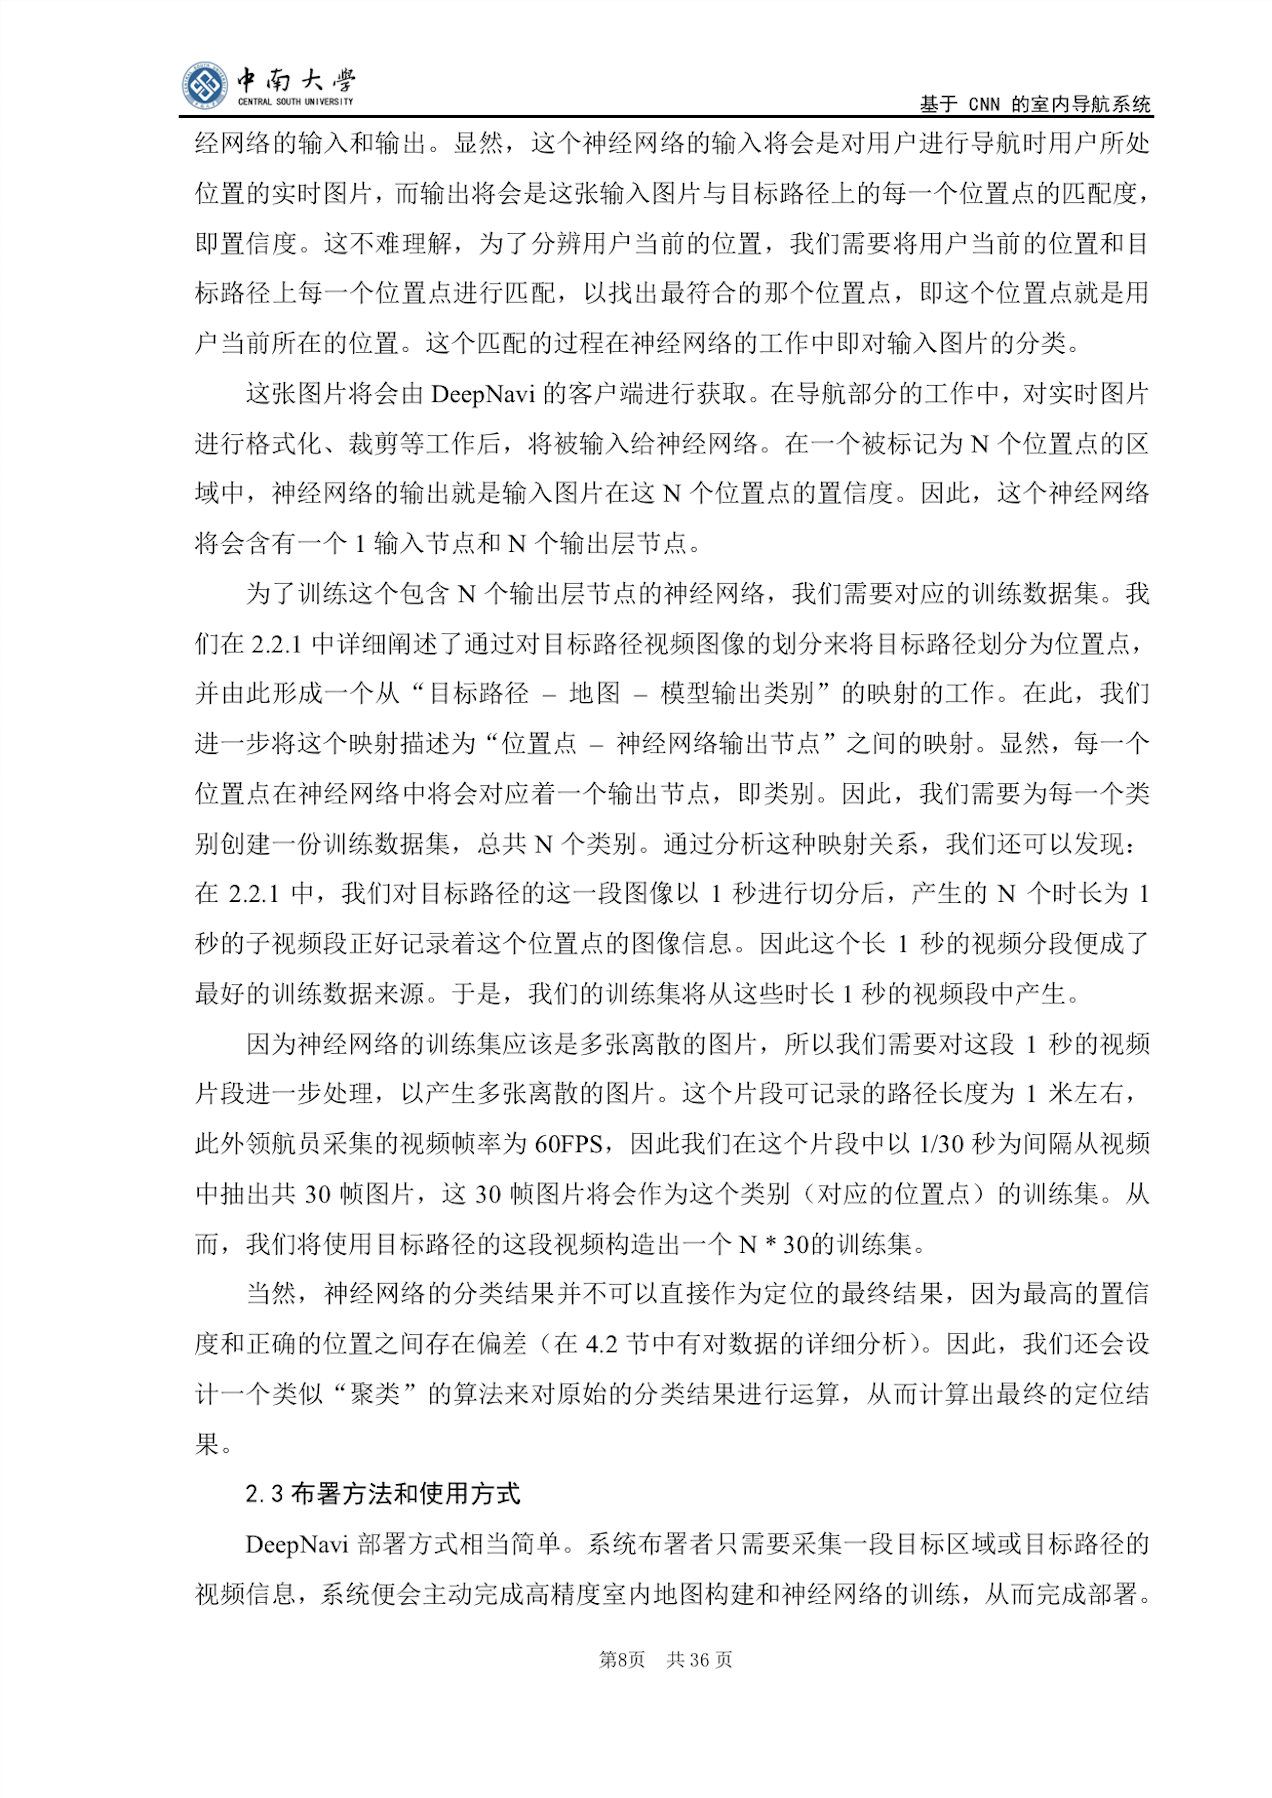 中南大学
CENTRAL SOUTH UNIVERSITY
基于 CNN 的室内导航系统
经网络的输入和输出。显然，这个神经网络的输入将会是对用户进行导航时用户所处
位置的实时图片，而输出将会是这张输入图片与目标路径上的每一个位置点的匹配度，
即置信度。这不难理解，为了分辨用户当前的位置，我们需要将用户当前的位置和目
标路径上每一个位置点进行匹配，以找出最符合的那个位置点，即这个位置点就是用
户当前所在的位置。这个匹配的过程在神经网络的工作中即对输入图片的分类。
这张图片将会由 DeepNavi 的客户端进行获取。在导航部分的工作中，对实时图片
进行格式化、裁剪等工作后，将被输入给神经网络。在一个被标记为 N 个位置点的区
域中，神经网络的输出就是输入图片在这 N 个位置点的置信度。因此，这个神经网络
将会含有一个 1 输入节点和 N 个输出层节点。
为了训练这个包含 N 个输出层节点的神经网络，我们需要对应的训练数据集。我
们在 2.2.1 中详细阐述了通过对目标路径视频图像的划分来将目标路径划分为位置点，
并由此形成一个从“目标路径 – 地图 – 模型输出类别”的映射的工作。在此，我们
进一步将这个映射描述为“位置点 – 神经网络输出节点”之间的映射。显然，每一个
位置点在神经网络中将会对应着一个输出节点，即类别。因此，我们需要为每一个类
别创建一份训练数据集，总共 N 个类别。通过分析这种映射关系，我们还可以发现：
在 2.2.1 中，我们对目标路径的这一段图像以 1 秒进行切分后，产生的 N 个时长为 1
秒的子视频段正好记录着这个位置点的图像信息。因此这个长 1 秒的视频分段便成了
最好的训练数据来源。于是，我们的训练集将从这些时长 1 秒的视频段中产生。
因为神经网络的训练集应该是多张离散的图片，所以我们需要对这段 1 秒的视频
片段进一步处理，以产生多张离散的图片。这个片段可记录的路径长度为 1 米左右，
此外领航员采集的视频帧率为 60FPS，因此我们在这个片段中以 1/30 秒为间隔从视频
中抽出共 30 帧图片，这 30 帧图片将会作为这个类别（对应的位置点）的训练集。从
而，我们将使用目标路径的这段视频构造出一个 N * 30的训练集。
当然，神经网络的分类结果并不可以直接作为定位的最终结果，因为最高的置信
度和正确的位置之间存在偏差（在 4.2 节中有对数据的详细分析）。因此，我们还会设
计一个类似“聚类”的算法来对原始的分类结果进行运算，从而计算出最终的定位结
果。
2.3 布署方法和使用方式
DeepNavi 部署方式相当简单。系统布署者只需要采集一段目标区域或目标路径的
视频信息，系统便会主动完成高精度室内地图构建和神经网络的训练，从而完成部署。
第8页 共 36 页